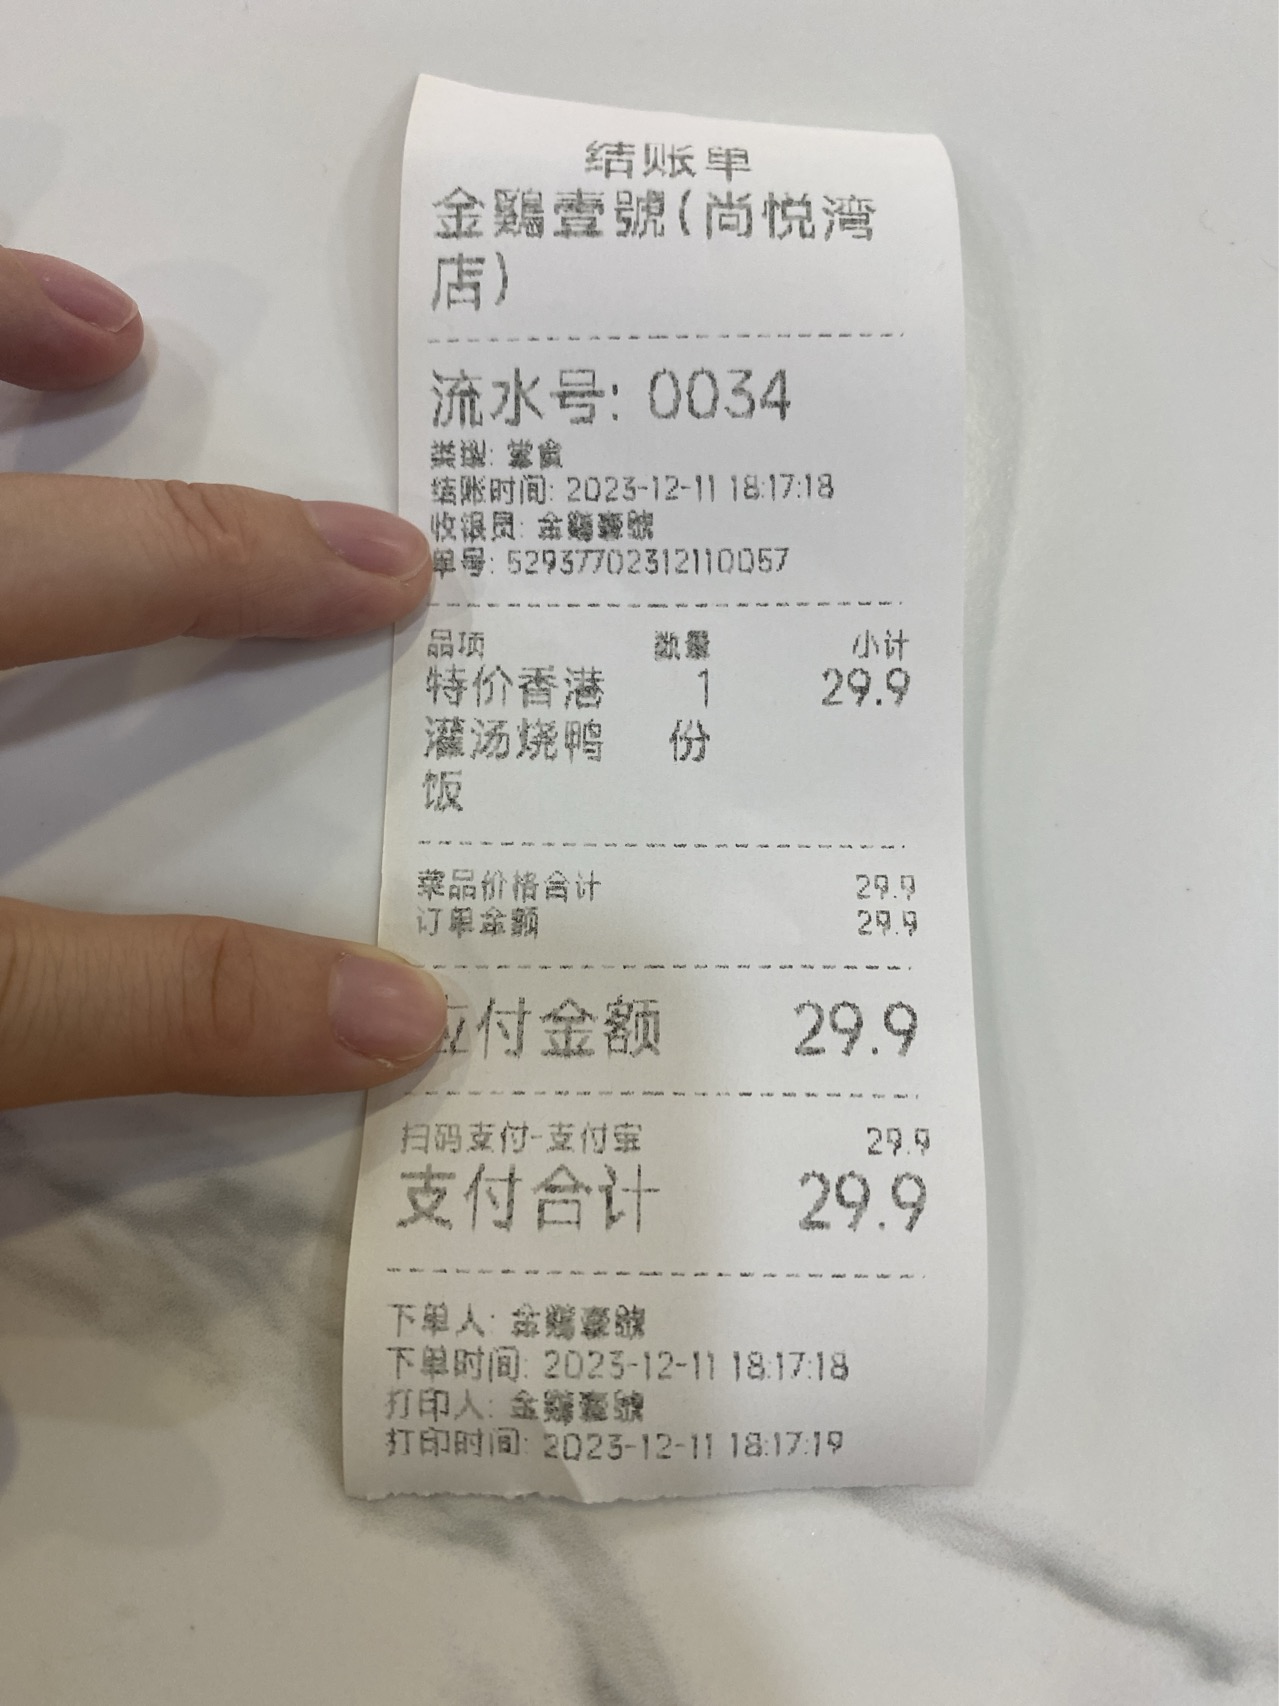 结账单
金鷄壹號(尚悦湾
店)
流水号: 0034
类型: 堂食
结账时间: 2023-12-11 18:17:18
收银员: 金鷄壹號
单号: 52937702312110057
品项 数量 小计
特价香港 1 29.9
灌汤烧鸭 份
饭
菜品价格合计 29.9
订单金额 29.9
应付金额 29.9
扫码支付-支付宝 29.9
支付合计 29.9
下单人: 金鷄壹號
下单时间: 2023-12-11 18:17:18
打印人: 金鷄壹號
打印时间: 2023-12-11 18:17:19